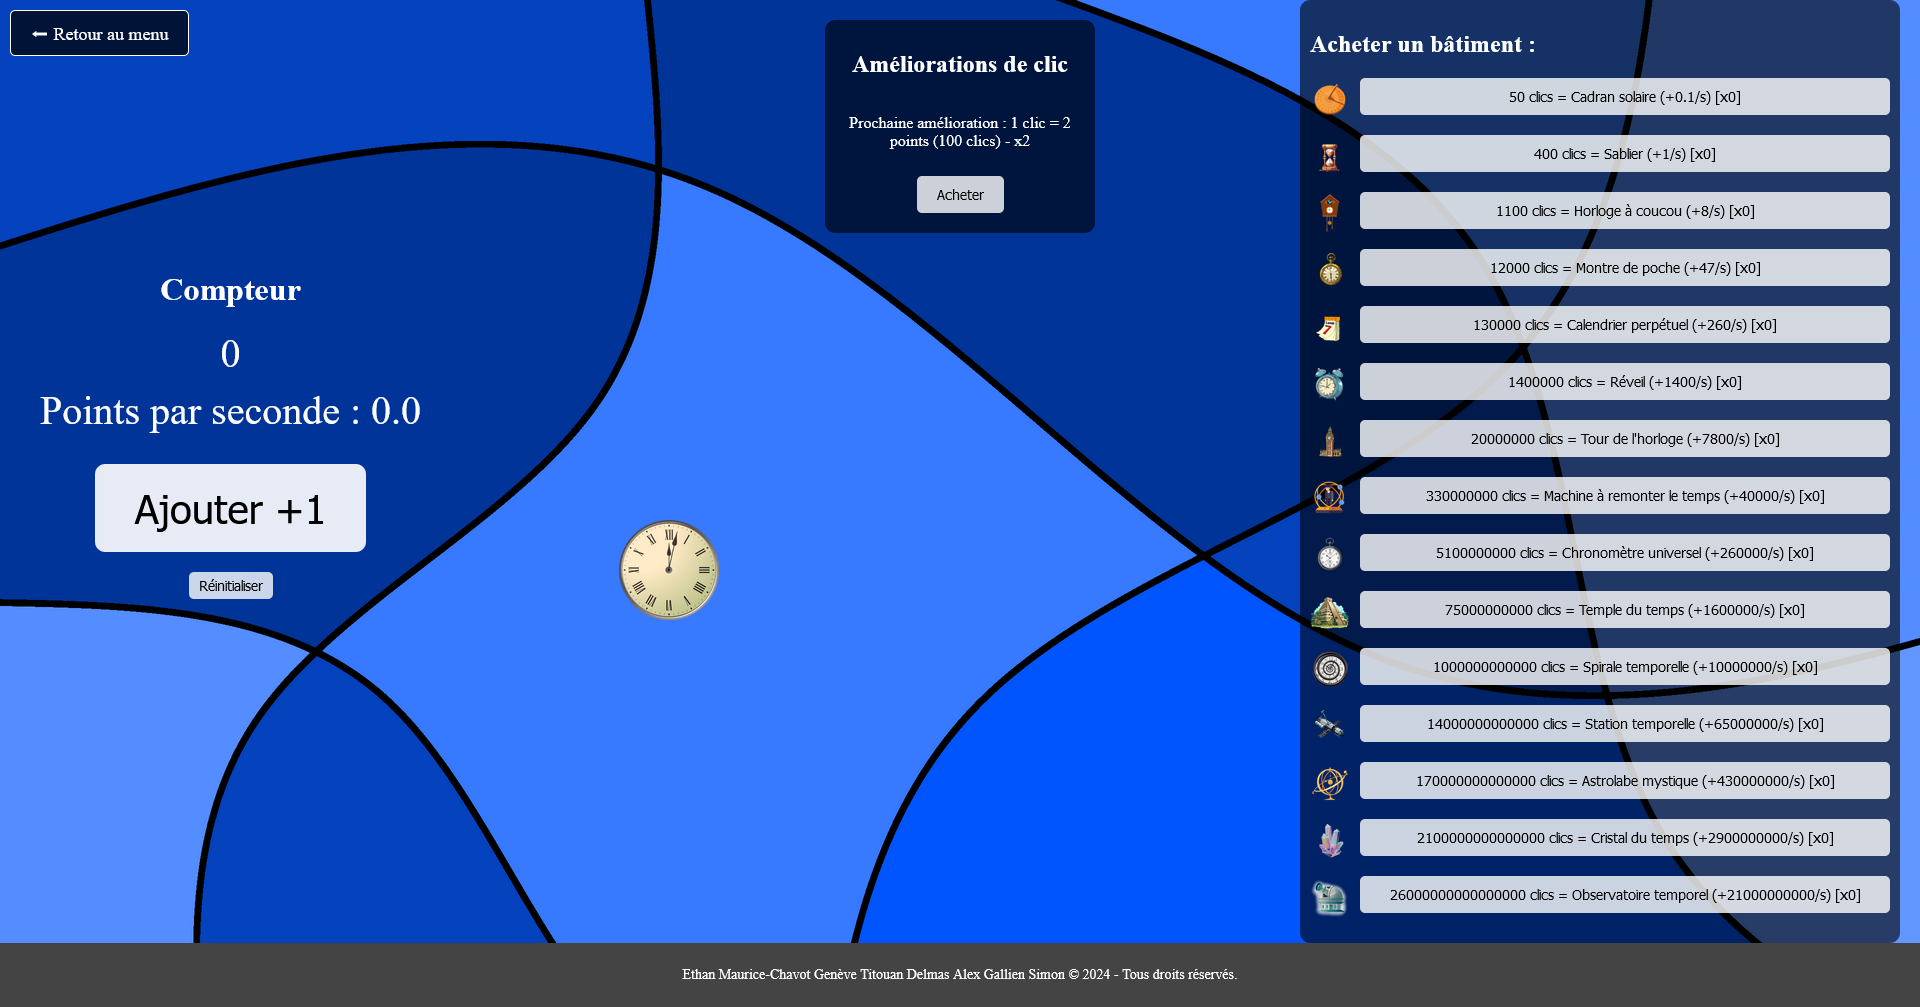 Retour au menu
Compteur
0
Points par seconde : 0.0
Ajouter +1
Réinitialiser
Améliorations de clic
Prochaine amélioration : 1 clic = 2
points (100 clics) - x2
Acheter
Acheter un bâtiment :
50 clics = Cadran solaire (+0.1/s) [x0]
400 clics = Sablier (+1/s) [x0]
1100 clics = Horloge à coucou (+8/s) [x0]
12000 clics = Montre de poche (+47/s) [x0]
130000 clics = Calendrier perpétuel (+260/s) [x0]
1400000 clics = Réveil (+1400/s) [x0]
20000000 clics = Tour de l'horloge (+7800/s) [x0]
330000000 clics = Machine à remonter le temps (+40000/s) [x0]
5100000000 clics = Chronomètre universel (+260000/s) [x0]
75000000000 clics = Temple du temps (+1600000/s) [x0]
1000000000000 clics = Spirale temporelle (+10000000/s) [x0]
14000000000000 clics = Station temporelle (+65000000/s) [x0]
170000000000000 clics = Astrolabe mystique (+430000000/s) [x0]
2100000000000000 clics = Cristal du temps (+2900000000/s) [x0]
26000000000000000 clics = Observatoire temporel (+21000000000/s) [x0]
Ethan Maurice-Chavot Genève Titouan Delmas Alex Gallien Simon © 2024 - Tous droits réservés.